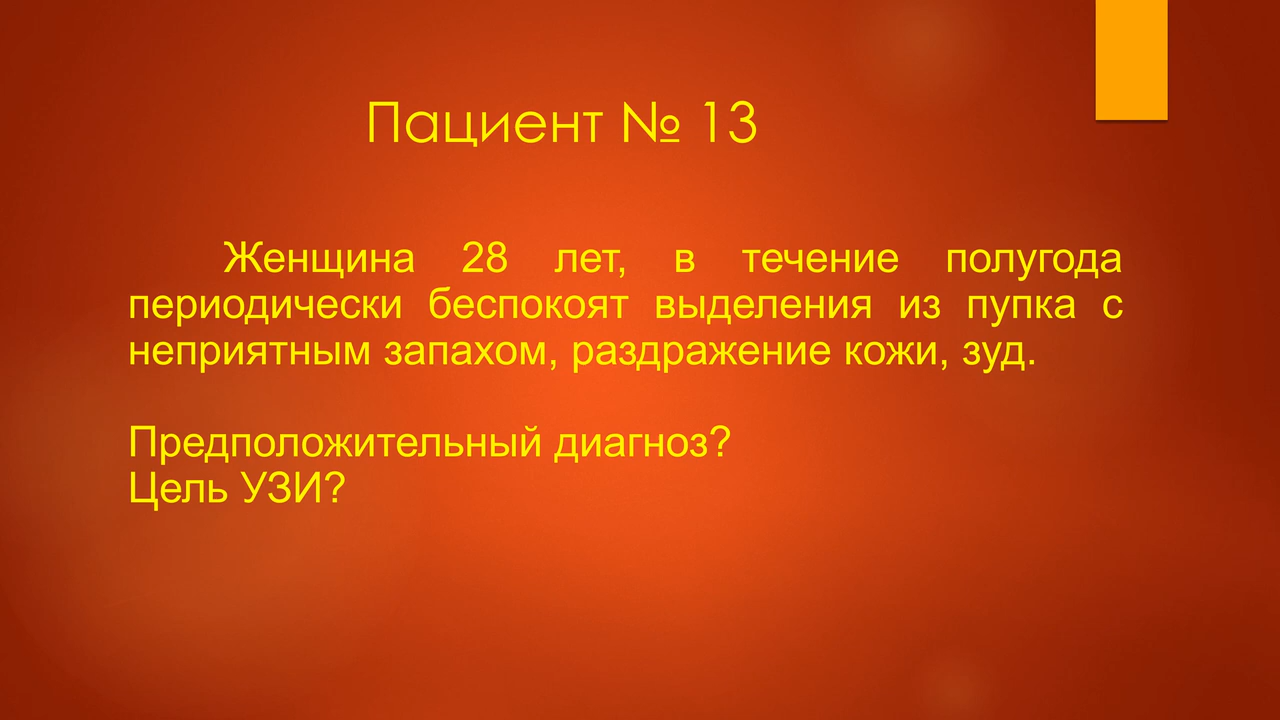 Пациент № 13
Женщина 28 лет, в течение полугода
периодически беспокоят выделения из пупка с
неприятным запахом, раздражение кожи, зуд.
Предположительный диагноз?
Цель УЗИ?